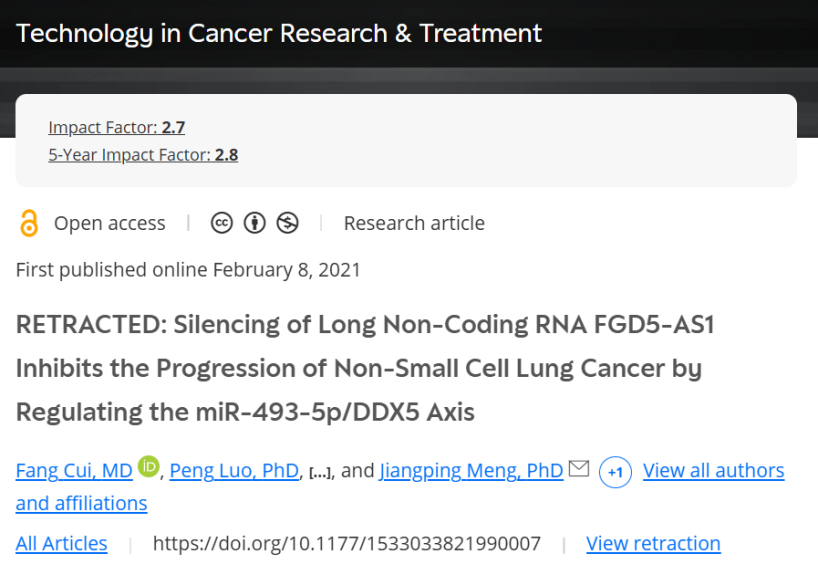 Technology in Cancer Research & Treatment
Impact Factor: 2.7
5-Year Impact Factor: 2.8
Open access | cc | Research article
First published online February 8, 2021
RETRACTED: Silencing of Long Non-Coding RNA FGD5-AS1
Inhibits the Progression of Non-Small Cell Lung Cancer by
Regulating the miR-493-5p/DDX5 Axis
Fang Cui, MD iD, Peng Luo, PhD, [...], and Jiangping Meng, PhD +1 View all authors
and affiliations
All Articles | https://doi.org/10.1177/1533033821990007 | View retraction